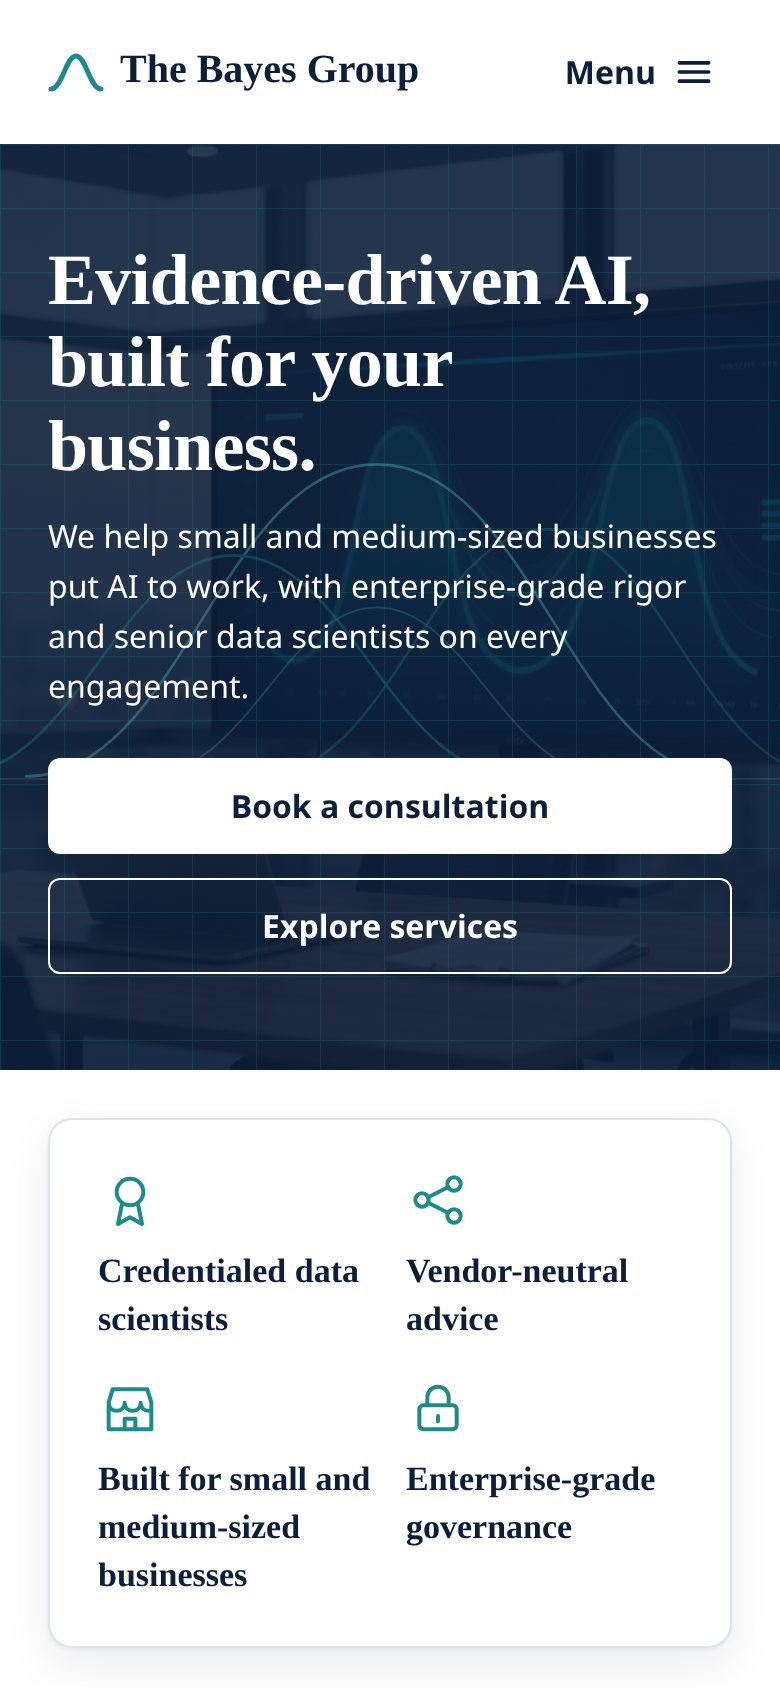 The Bayes Group
Menu
Evidence-driven AI,
built for your
business.
We help small and medium-sized businesses
put AI to work, with enterprise-grade rigor
and senior data scientists on every
engagement.
Book a consultation
Explore services
Credentialed data
scientists
Vendor-neutral
advice
Built for small and
medium-sized
businesses
Enterprise-grade
governance